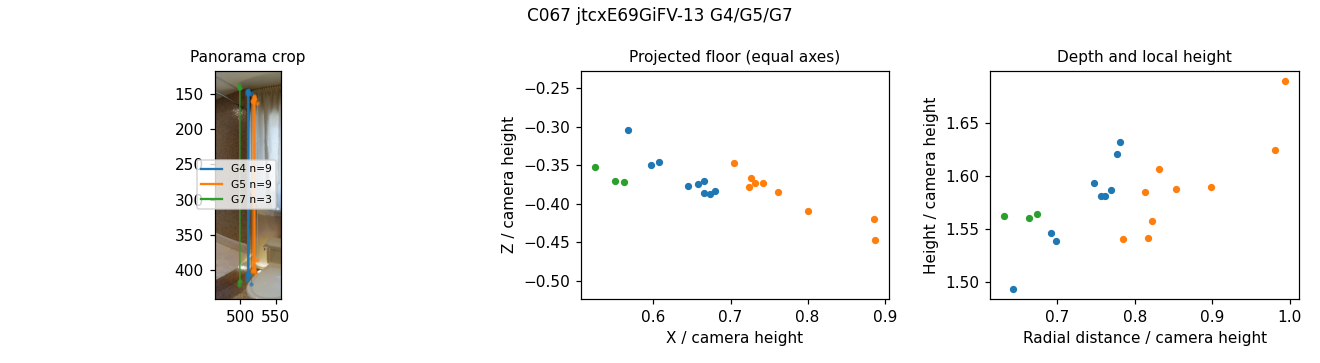 C067 jtcxE69GiFV-13 G4/G5/G7
Panorama crop
150
200
250
300
350
400
500 550
G4 n=9
G5 n=9
G7 n=3
Projected floor (equal axes)
Z / camera height
−0.25
−0.30
−0.35
−0.40
−0.45
−0.50
0.6 0.7 0.8 0.9
X / camera height
Depth and local height
Height / camera height
1.65
1.60
1.55
1.50
0.7 0.8 0.9 1.0
Radial distance / camera height